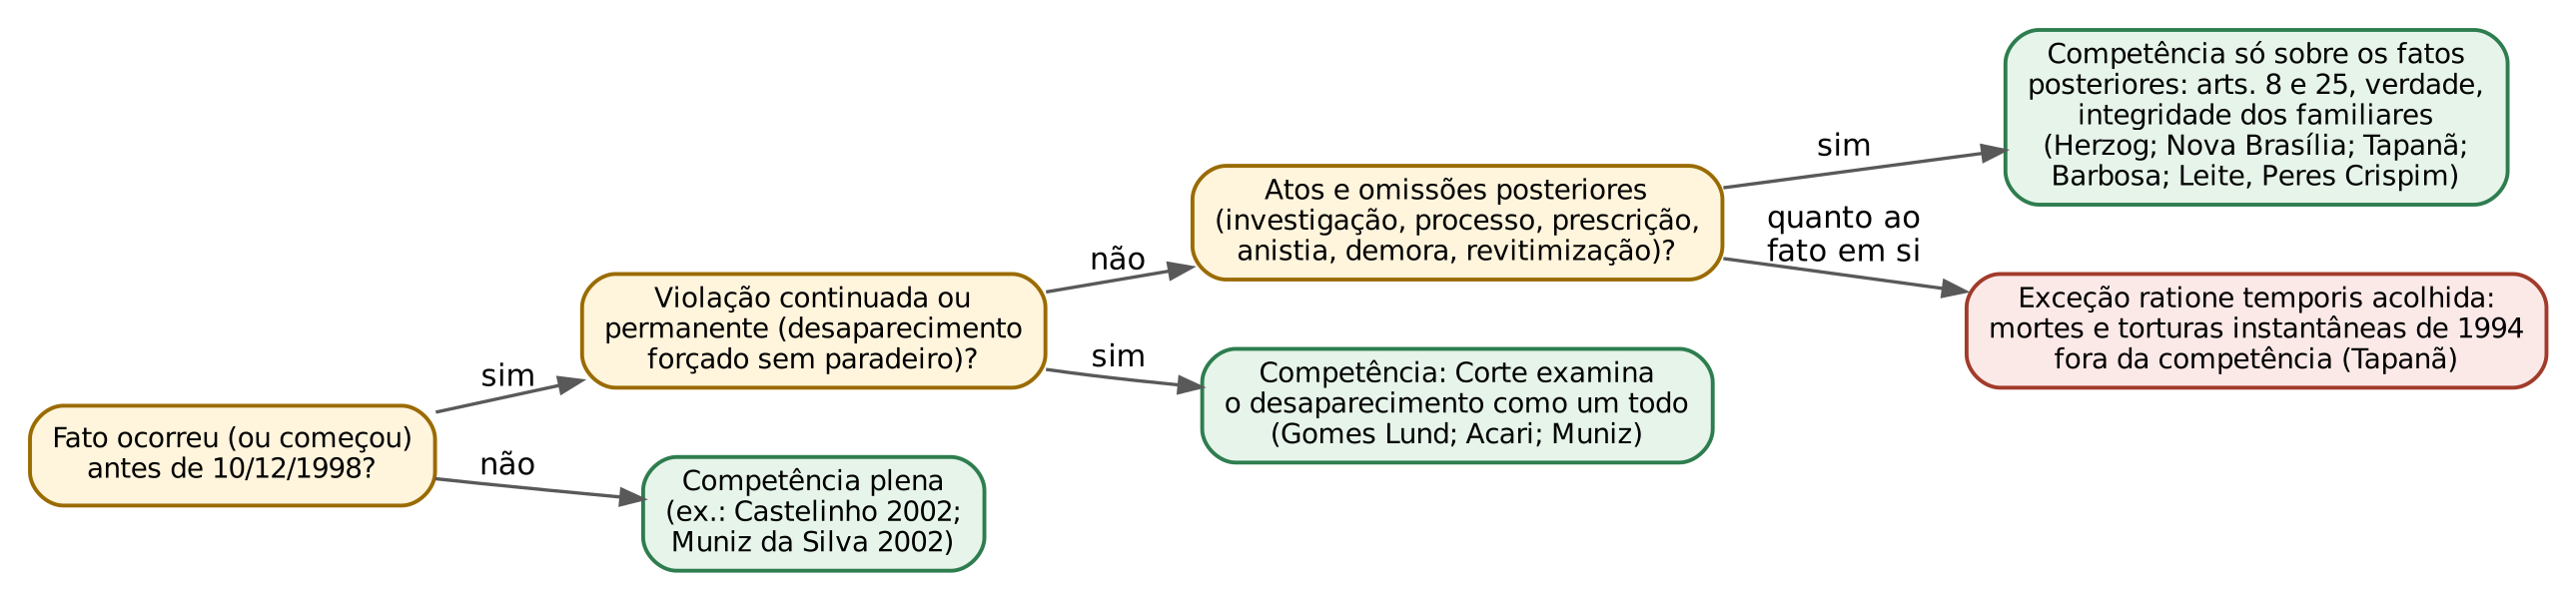 Fato ocorreu (ou começou)
antes de 10/12/1998?
sim
não
Violação continuada ou
permanente (desaparecimento
forçado sem paradeiro)?
Competência plena
(ex.: Castelinho 2002;
Muniz da Silva 2002)
não
sim
Atos e omissões posteriores
(investigação, processo, prescrição,
anistia, demora, revitimização)?
Competência: Corte examina
o desaparecimento como um todo
(Gomes Lund; Acari; Muniz)
sim
quanto ao
fato em si
Competência só sobre os fatos
posteriores: arts. 8 e 25, verdade,
integridade dos familiares
(Herzog; Nova Brasília; Tapanã;
Barbosa; Leite, Peres Crispim)
Exceção ratione temporis acolhida:
mortes e torturas instantâneas de 1994
fora da competência (Tapanã)